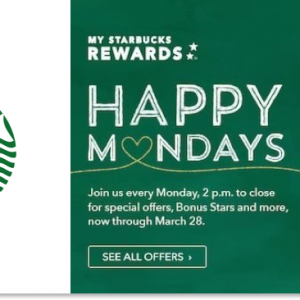 MY STARBUCKS
REWARDS
HAPPY
MONDAYS
Join us every Monday, 2 p.m. to close
for special offers, Bonus Stars and more,
now through March 28.
SEE ALL OFFERS ›